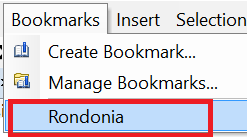 Bookmarks Insert Selection
Create Bookmark...
Manage Bookmarks...
Rondonia